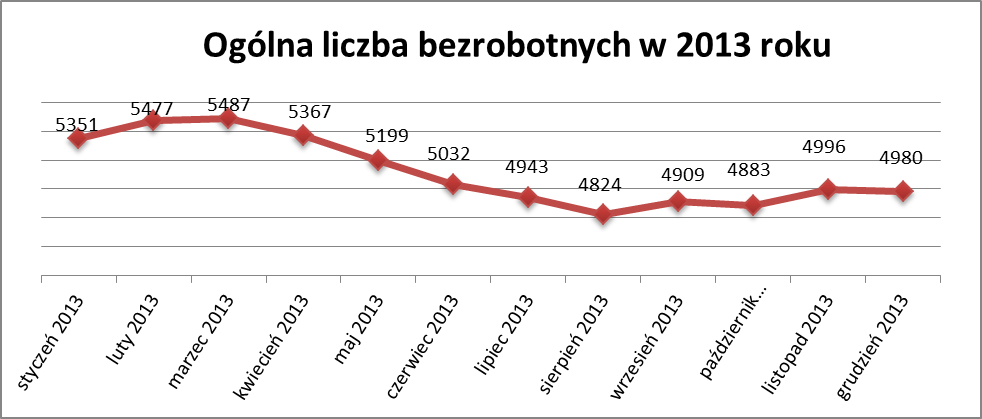 Ogólna liczba bezrobotnych w 2013 roku
5351
5477
5487
5367
5199
5032
4943
4824
4909
4883
4996
4980
styczeń 2013
luty 2013
marzec 2013
kwiecień 2013
maj 2013
czerwiec 2013
lipiec 2013
sierpień 2013
wrzesień 2013
październik...
listopad 2013
grudzień 2013